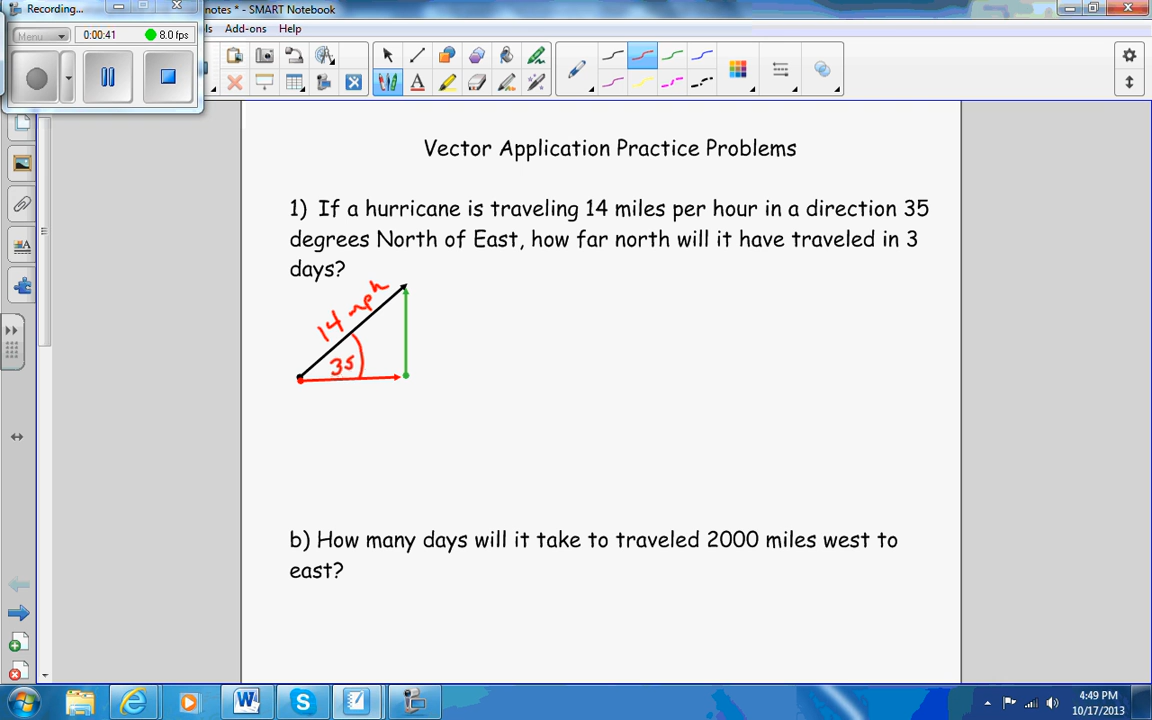 Recording...
notes * - SMART Notebook
Menu
0:00:41
8.0 fps
ls Add-ons Help
Vector Application Practice Problems
1) If a hurricane is traveling 14 miles per hour in a direction 35
degrees North of East, how far north will it have traveled in 3
days?
14 mph
35
b) How many days will it take to traveled 2000 miles west to
east?
4:49 PM
10/17/2013